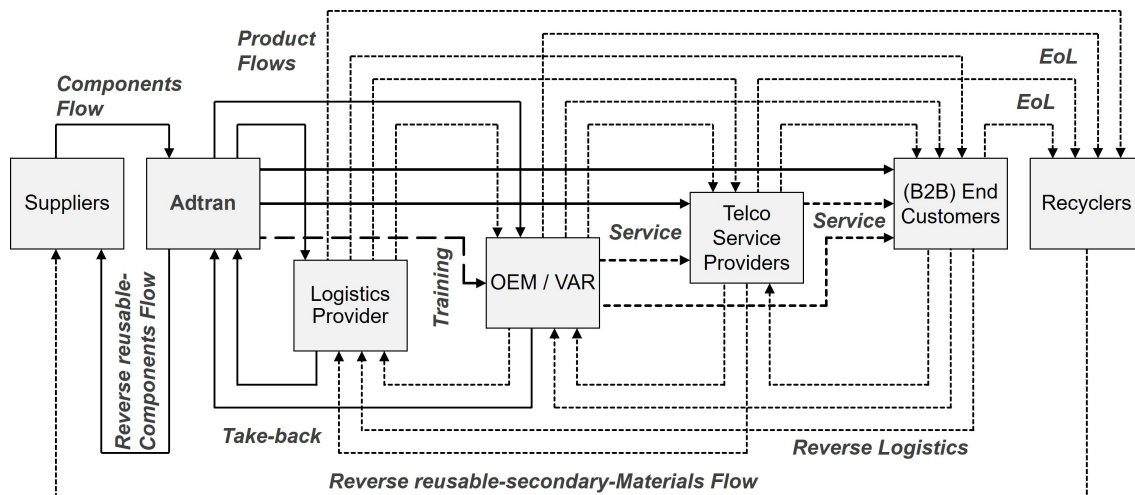 Product
Flows
EoL
Components
Flow
EoL
Suppliers
Adtran
(B2B) End
Customers
Recyclers
Telco
Service
Providers
Service
Service
Training
OEM / VAR
Logistics
Provider
Reverse reusable-
Components Flow
Take-back
Reverse Logistics
Reverse reusable-secondary-Materials Flow